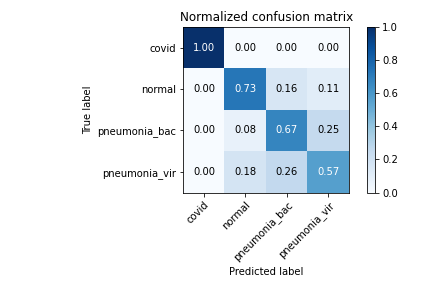 Normalized confusion matrix
True label
covid 1.00 0.00 0.00 0.00
normal 0.00 0.73 0.16 0.11
pneumonia_bac 0.00 0.08 0.67 0.25
pneumonia_vir 0.00 0.18 0.26 0.57
covid normal pneumonia_bac pneumonia_vir
Predicted label
1.0
0.8
0.6
0.4
0.2
0.0